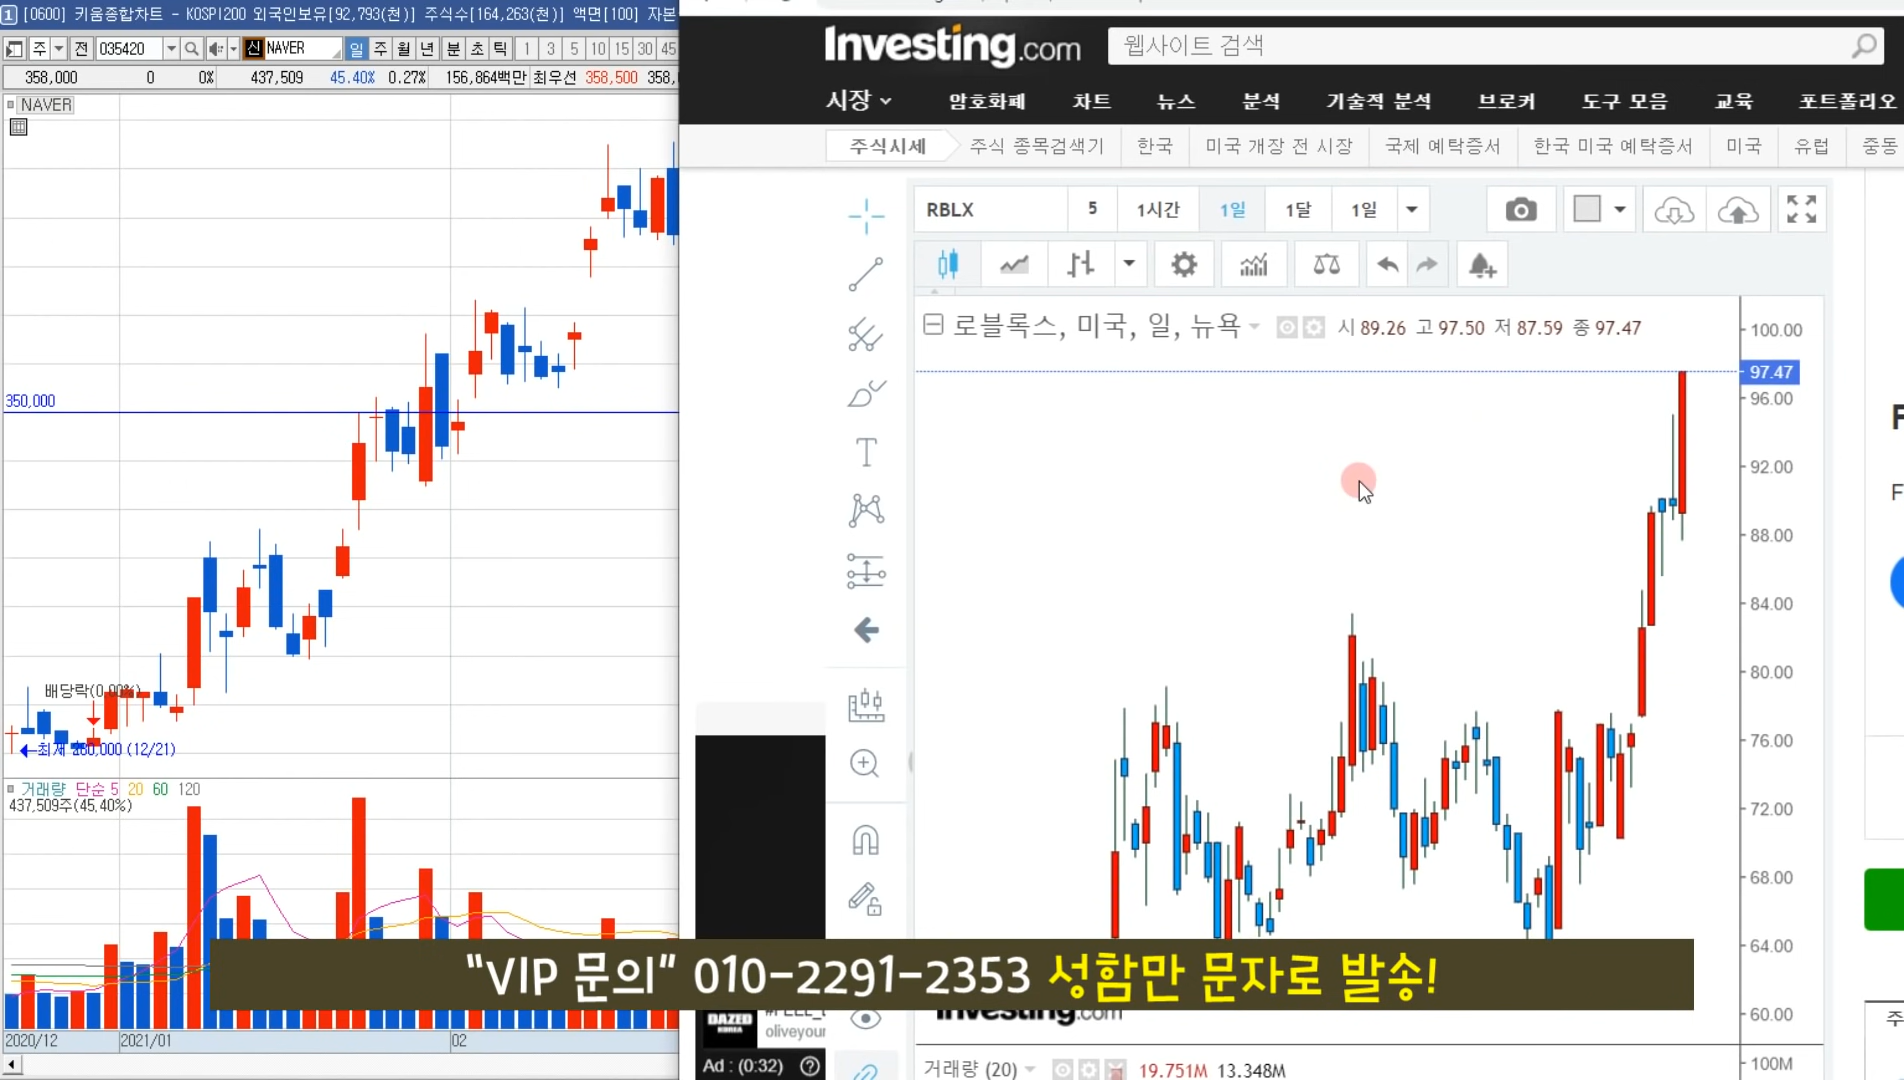 1 [0600] 키움종합차트 - KOSPI200 외국인보유[92,793(천)] 주식수[164,263(천)] 액면[100] 자본
주 전 035420 신 NAVER 일 주 월 년 분 초 틱 1 3 5 10 15 30 45
358,000 0 0% 437,509 45.40% 0.27% 156,864백만 최우선 358,500
NAVER
350,000
배당락(0.00%)
(12/21)
거래량 단순 5 20 60 120
437,509주(45.40%)
2020/12 2021/01 02
Investing.com
웹사이트 검색
시장 암호화폐 차트 뉴스 분석 기술적 분석 브로커 도구 모음 교육 포트폴리오
주식시세 주식 종목검색기 한국 미국 개장 전 시장 국제 예탁증서 한국 미국 예탁증서 미국 유럽 중동
RBLX 5 1시간 1일 1달 1일
로블록스, 미국, 일, 뉴욕 시 89.26 고 97.50 저 87.59 종 97.47
100.00
97.47
96.00
92.00
88.00
84.00
80.00
76.00
72.00
68.00
64.00
60.00
100M
"VIP 문의" 010-2291-2353 성함만 문자로 발송!
Investing.com
DAZED
KOREA
oliveyour
Ad : (0:32)
거래량 (20) 19.751M 13.348M